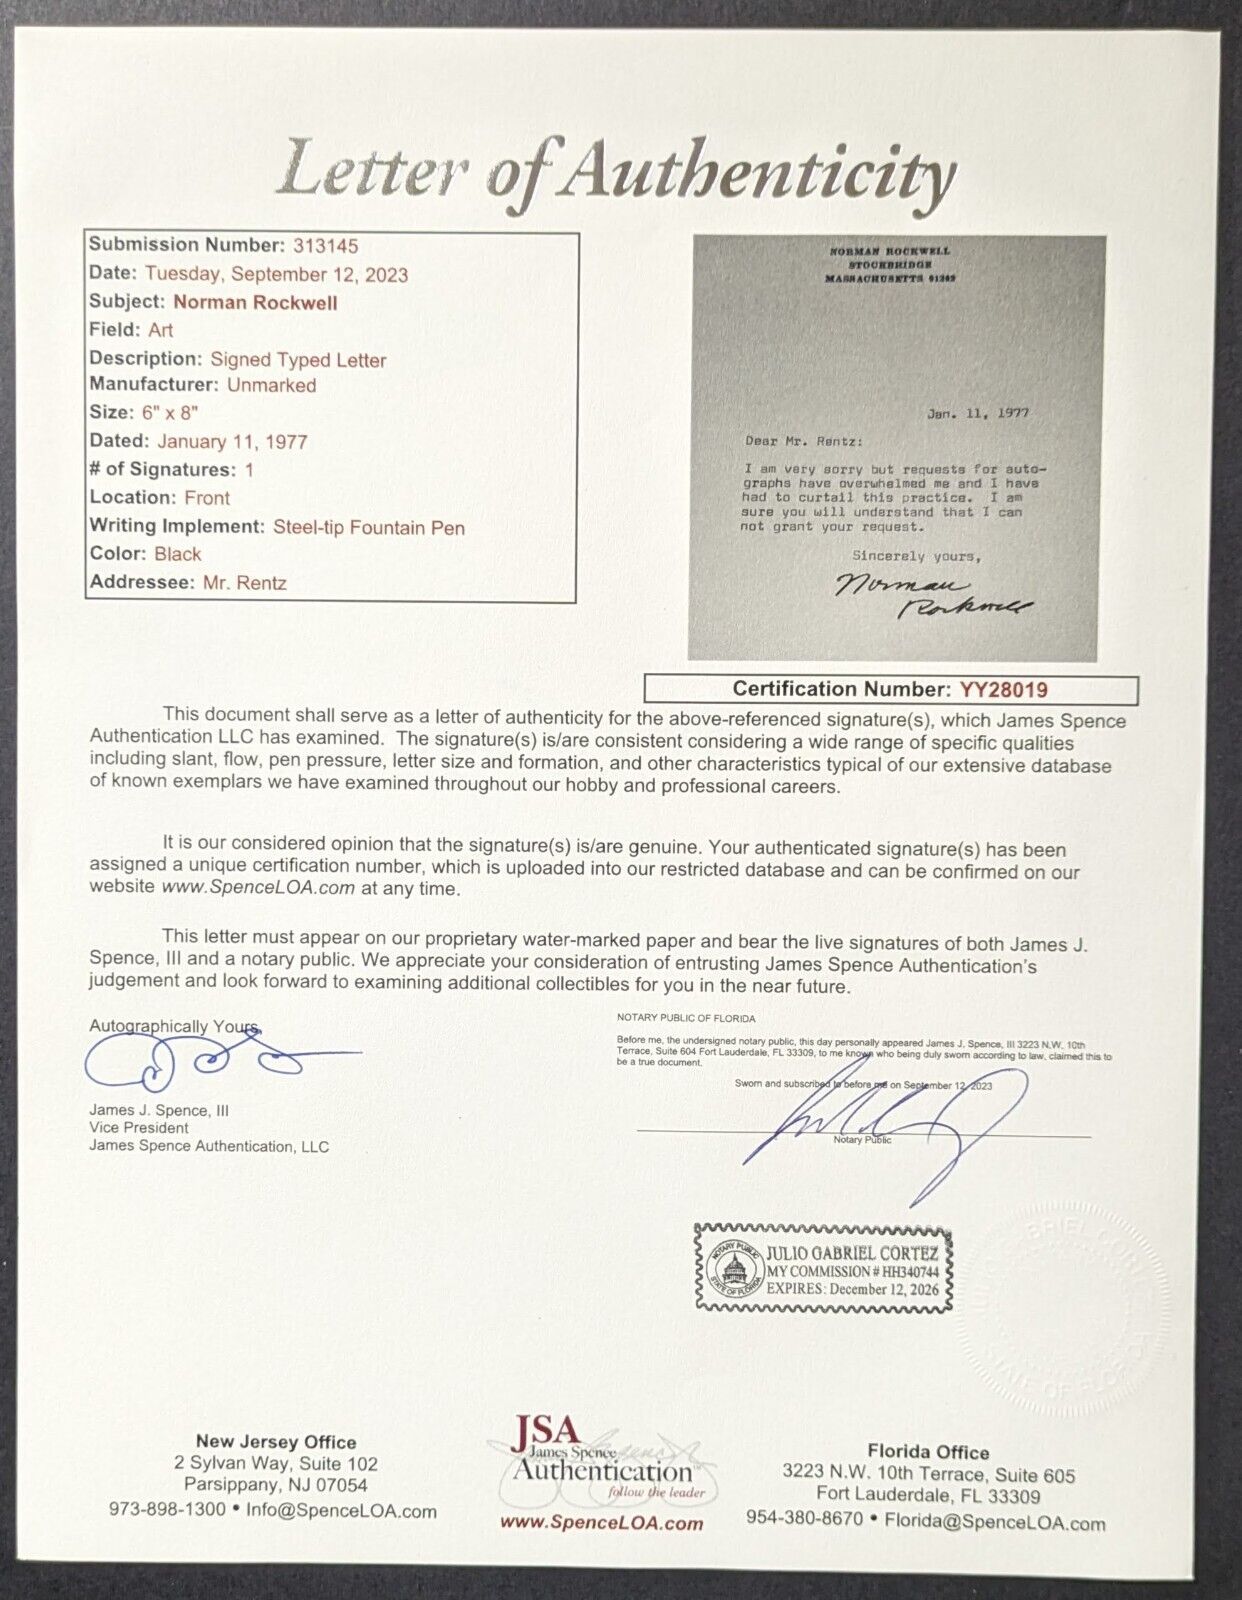 Letter of Authenticity
Submission Number: 313145
Date: Tuesday, September 12, 2023
Subject: Norman Rockwell
Field: Art
Description: Signed Typed Letter
Manufacturer: Unmarked
Size: 6" x 8"
Dated: January 11, 1977
# of Signatures: 1
Location: Front
Writing Implement: Steel-tip Fountain Pen
Color: Black
Addressee: Mr. Rentz
NORMAN ROCKWELL
STOCKBRIDGE
MASSACHUSETTS 01262
Jan. 11, 1977
Dear Mr. Rentz:
I am very sorry but requests for auto-
graphs have overwhelmed me and I have
had to curtail this practice. I am
sure you will understand that I can
not grant your request.
Sincerely yours,
Norman
Rockwell
Certification Number: YY28019
This document shall serve as a letter of authenticity for the above-referenced signature(s), which James Spence
Authentication LLC has examined. The signature(s) is/are consistent considering a wide range of specific qualities
including slant, flow, pen pressure, letter size and formation, and other characteristics typical of our extensive database
of known exemplars we have examined throughout our hobby and professional careers.
It is our considered opinion that the signature(s) is/are genuine. Your authenticated signature(s) has been
assigned a unique certification number, which is uploaded into our restricted database and can be confirmed on our
website www.SpenceLOA.com at any time.
This letter must appear on our proprietary water-marked paper and bear the live signatures of both James J.
Spence, III and a notary public. We appreciate your consideration of entrusting James Spence Authentication's
judgement and look forward to examining additional collectibles for you in the near future.
Autographically Yours,
James J. Spence, III
Vice President
James Spence Authentication, LLC
NOTARY PUBLIC OF FLORIDA
Before me, the undersigned notary public, this day personally appeared James J. Spence, III 3223 N.W. 10th
Terrace, Suite 604 Fort Lauderdale, FL 33309, to me known who being duly sworn according to law, claimed this to
be a true document.
Sworn and subscribed to before me on September 12, 2023
Notary Public
NOTARY PUBLIC
STATE OF FLORIDA
JULIO GABRIEL CORTEZ
MY COMMISSION # HH340744
EXPIRES: December 12, 2026
GABRIEL CORT
STATE OF FLORIDA
New Jersey Office
2 Sylvan Way, Suite 102
Parsippany, NJ 07054
973-898-1300 • Info@SpenceLOA.com
JSA
James Spence
Authentication
follow the leader
www.SpenceLOA.com
Florida Office
3223 N.W. 10th Terrace, Suite 605
Fort Lauderdale, FL 33309
954-380-8670 • Florida@SpenceLOA.com